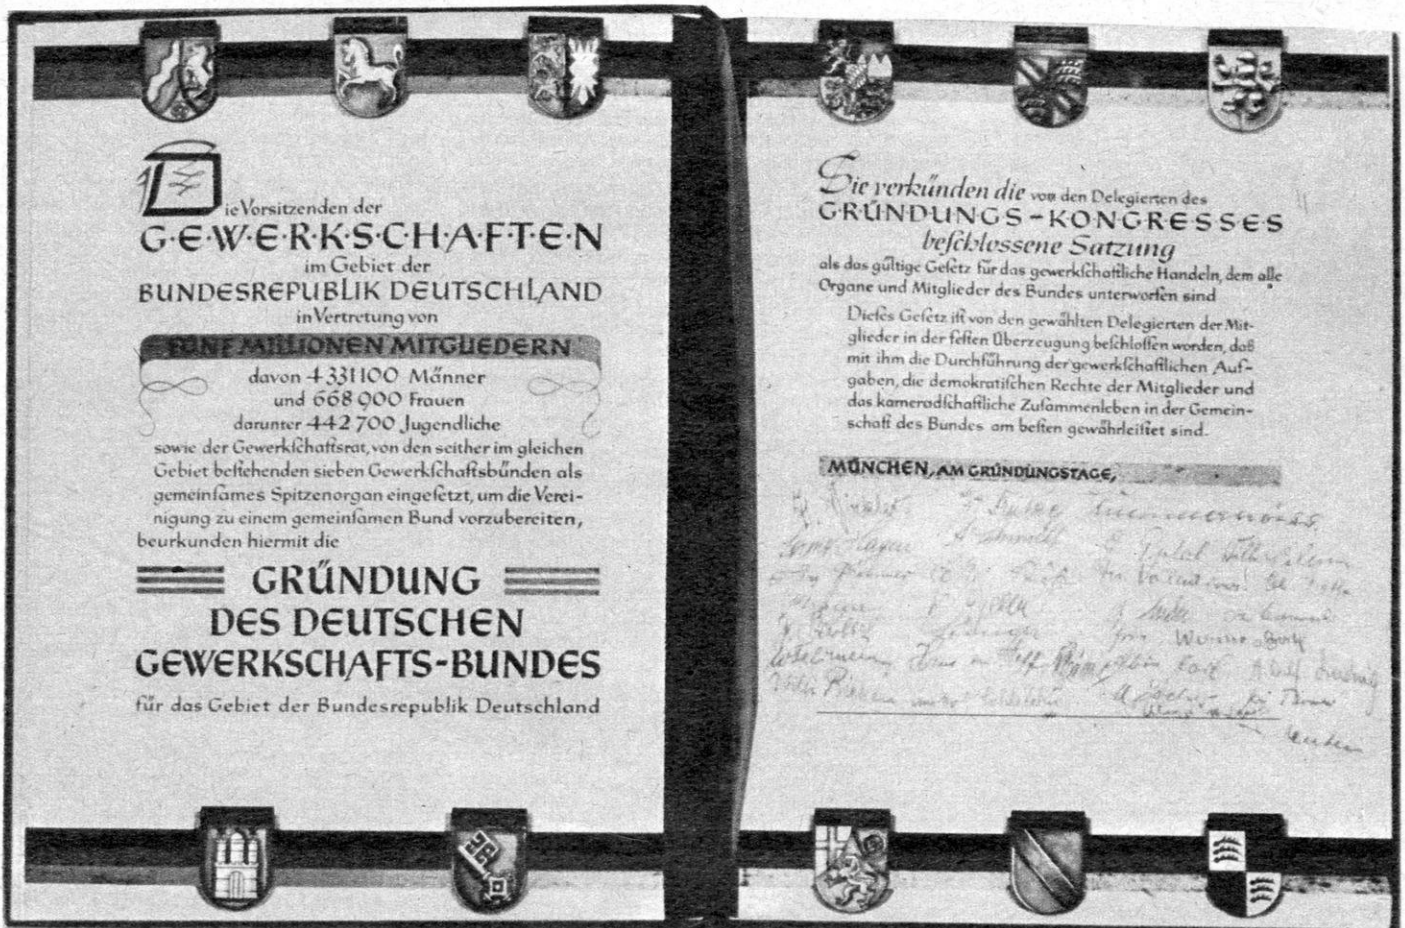 Die Vorsitzenden der
G·E·W·E·R·K·S·C·H·A·F·T·E·N
im Gebiet der
BUNDESREPUBLIK DEUTSCHLAND
in Vertretung von
FÜNF MILLIONEN MITGLIEDERN
davon 4 331 100 Männer
und 668 900 Frauen
darunter 442 700 Jugendliche
sowie der Gewerkſchaftsrat, von den seither im gleichen
Gebiet beſtehenden sieben Gewerkſchaftsbünden als
gemeinſames Spitzenorgan eingeſetzt, um die Verei-
nigung zu einem gemeinſamen Bund vorzubereiten,
beurkunden hiermit die
GRÜNDUNG
DES DEUTSCHEN
GEWERKSCHAFTS-BUNDES
für das Gebiet der Bundesrepublik Deutschland
Sie verkünden die von den Delegierten des
GRÜNDUNGS-KONGRESSES
beſchlossene Satzung
als das gültige Geſetz für das gewerkſchaftliche Handeln, dem alle
Organe und Mitglieder des Bundes unterworfen sind
Dieſes Geſetz iſt von den gewählten Delegierten der Mit-
glieder in der feſten Überzeugung beſchloſſen worden, daß
mit ihm die Durchführung der gewerkſchaftlichen Auf-
gaben, die demokratiſchen Rechte der Mitglieder und
das kameradſchaftliche Zuſammenleben in der Gemein-
schaft des Bundes am beſten gewährleiſtet sind.
MÜNCHEN, AM GRÜNDUNGSTAGE,